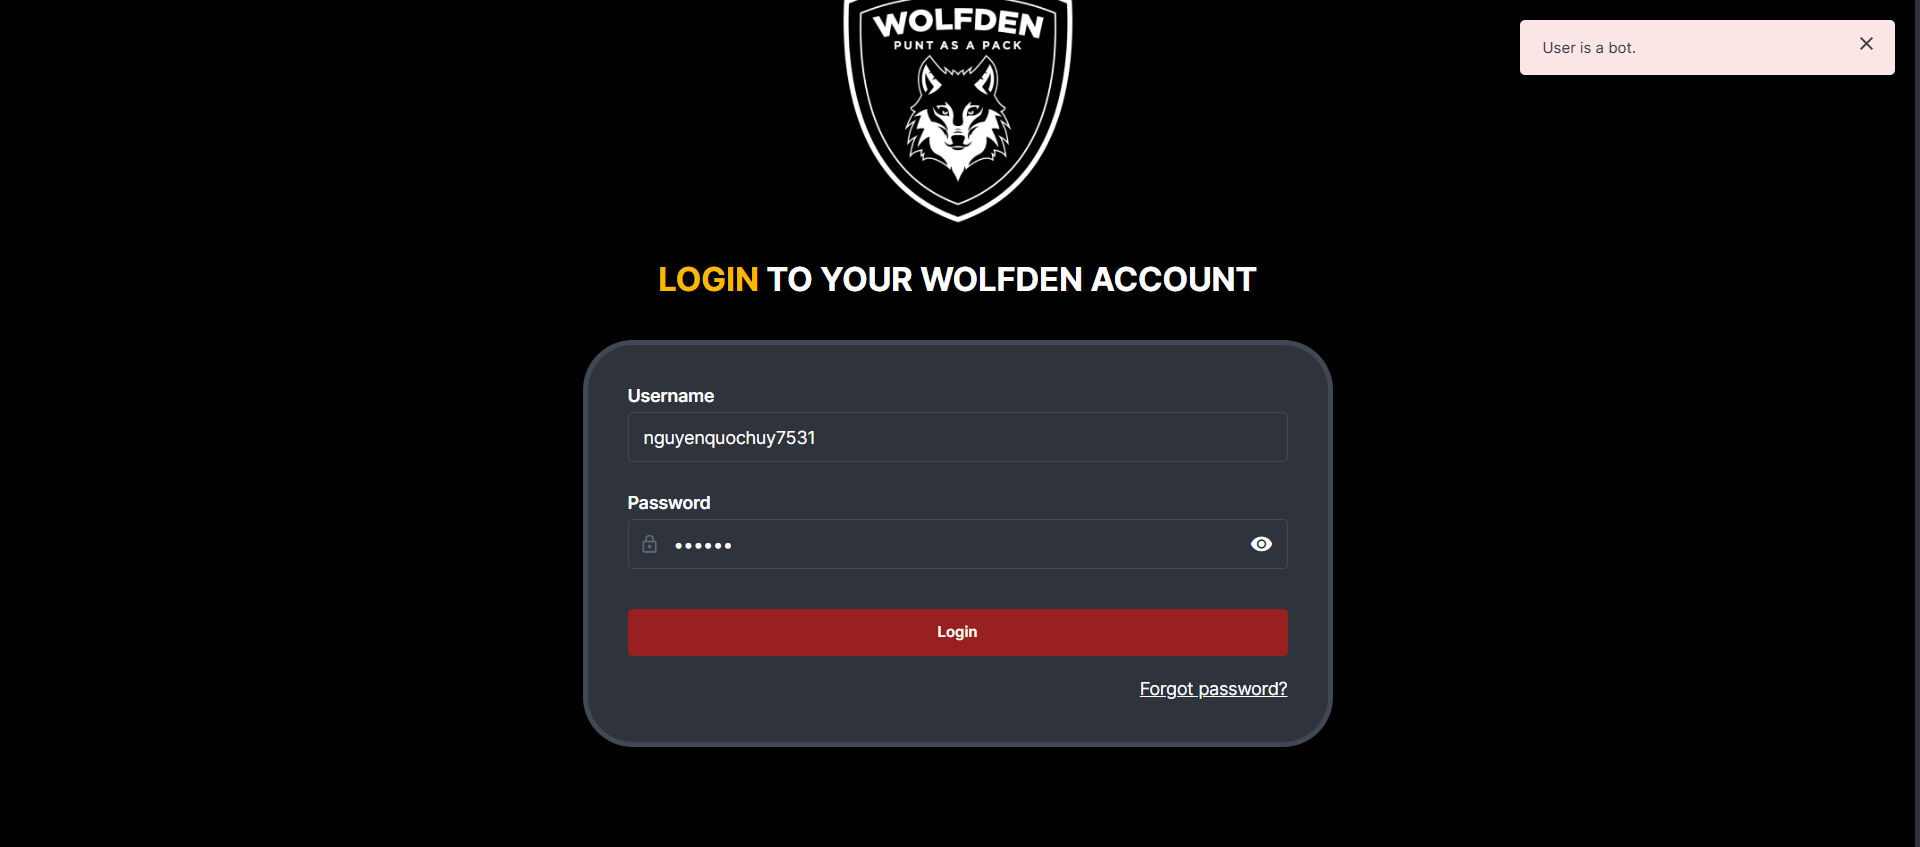 WOLFDEN
PUNT AS A PACK
User is a bot.
LOGIN TO YOUR WOLFDEN ACCOUNT
Username
nguyenquochuy7531
Password
••••••
Login
Forgot password?